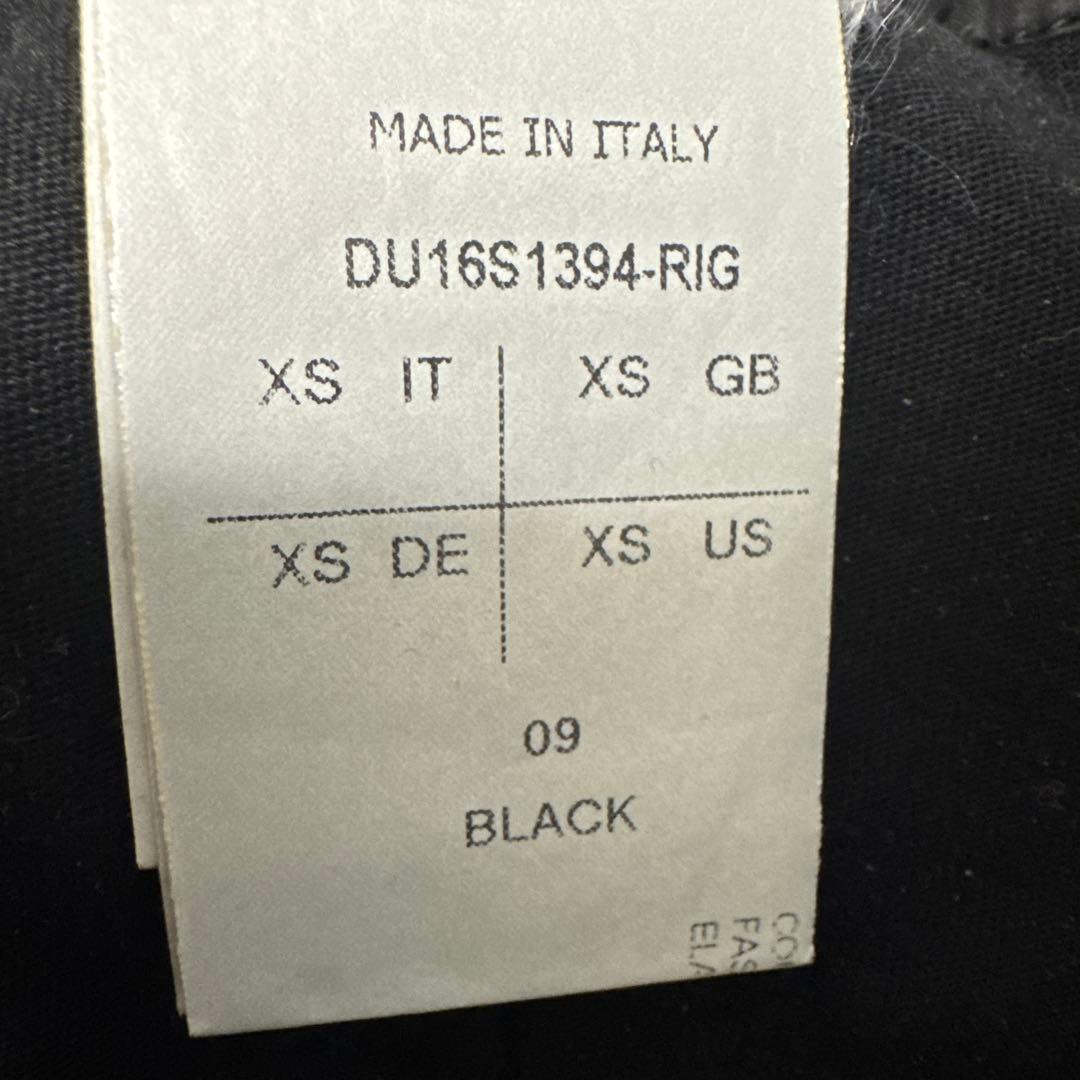 MADE IN ITALY
DU16S1394-RIG
XS IT XS GB
XS DE XS US
09
BLACK